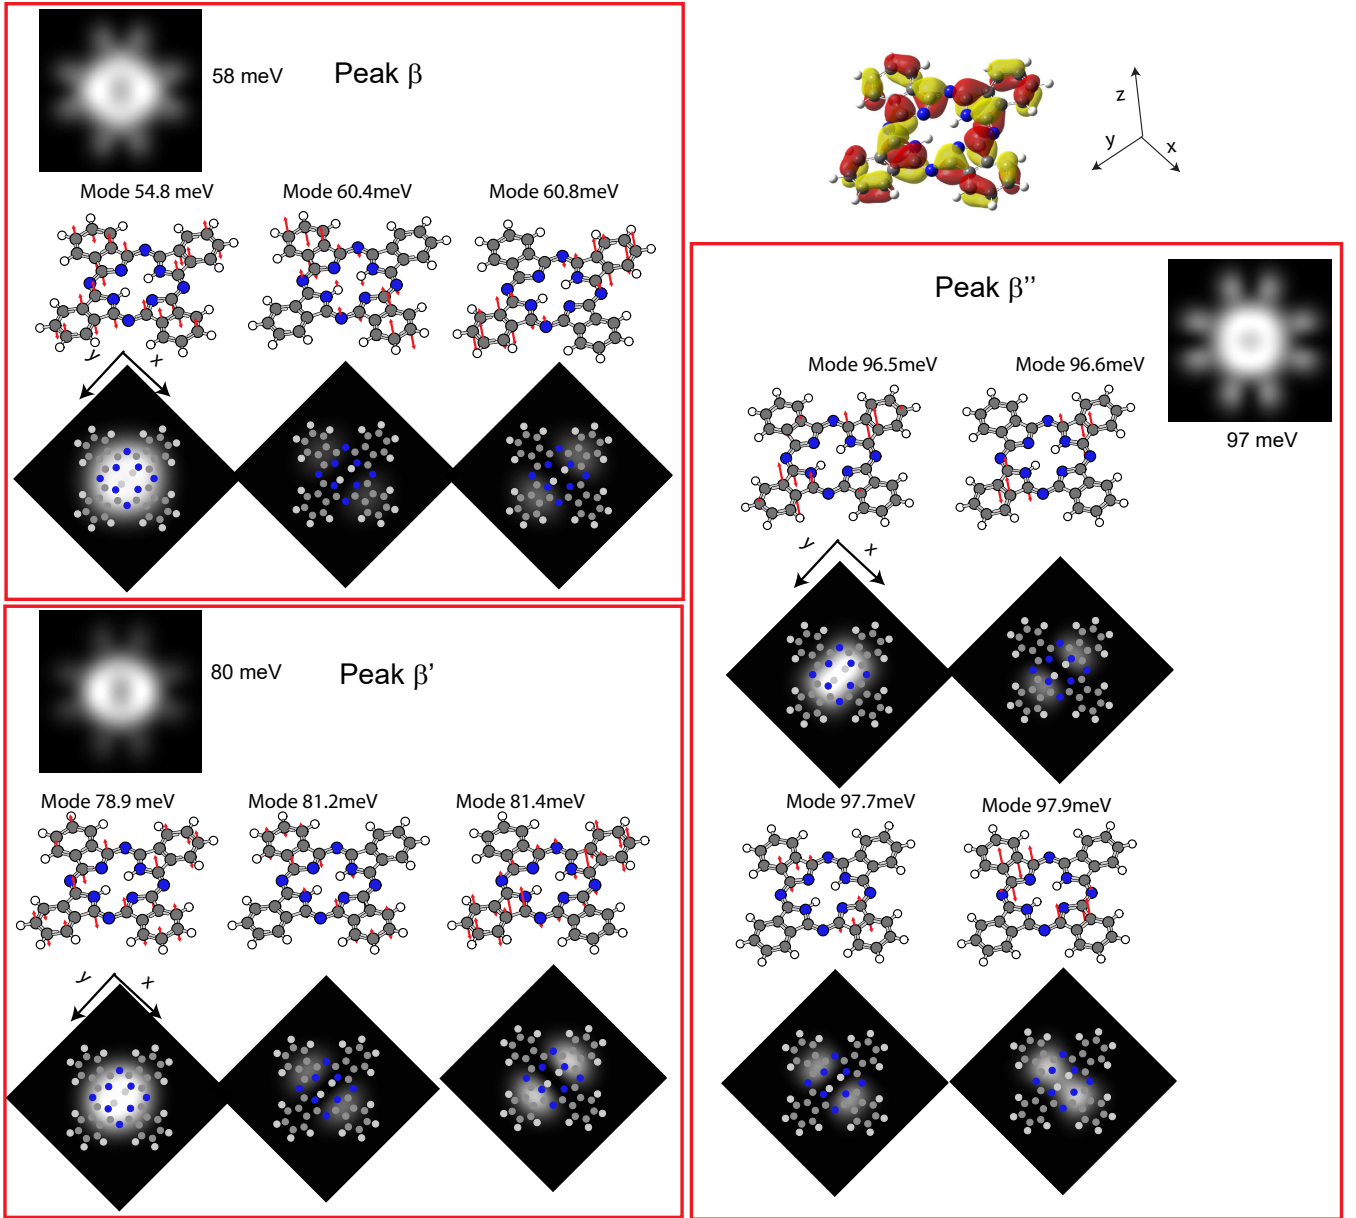 58 meV
Peak β
Mode 54.8 meV
Mode 60.4meV
Mode 60.8meV
y
x
z
y
x
80 meV
Peak β’
Mode 78.9 meV
Mode 81.2meV
Mode 81.4meV
y
x
Peak β’’
97 meV
Mode 96.5meV
Mode 96.6meV
y
x
Mode 97.7meV
Mode 97.9meV